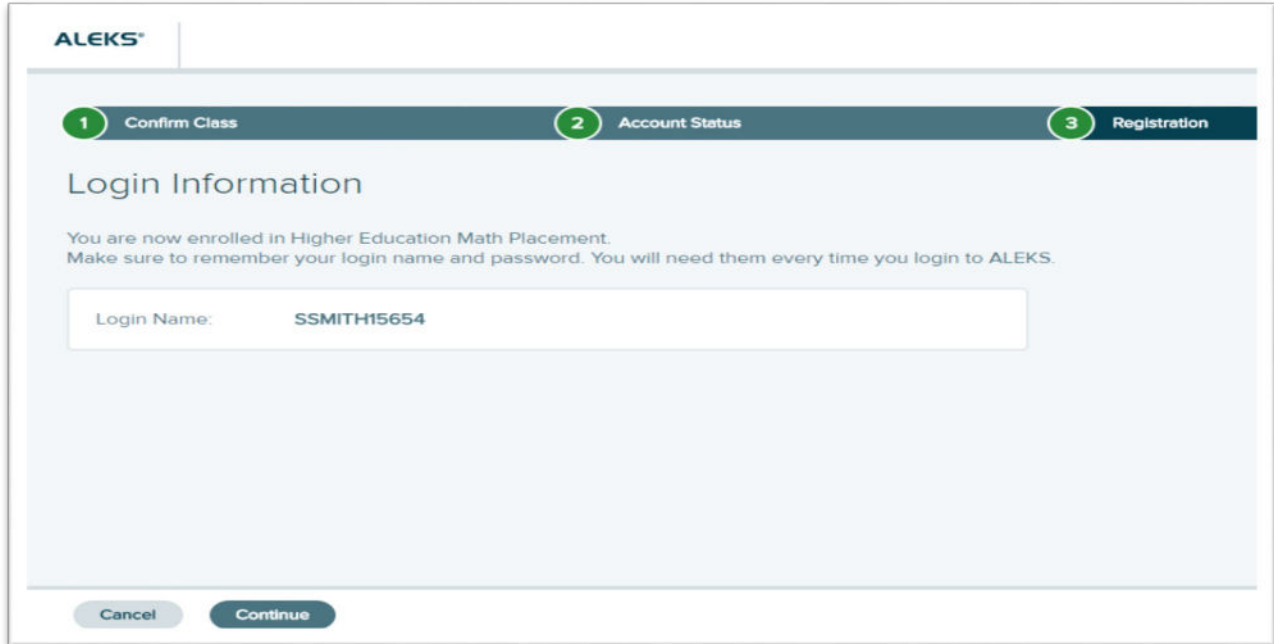 ALEKS®
1 Confirm Class
2 Account Status
3 Registration
Login Information
You are now enrolled in Higher Education Math Placement.
Make sure to remember your login name and password. You will need them every time you login to ALEKS.
Login Name: SSMITH15654
Cancel
Continue